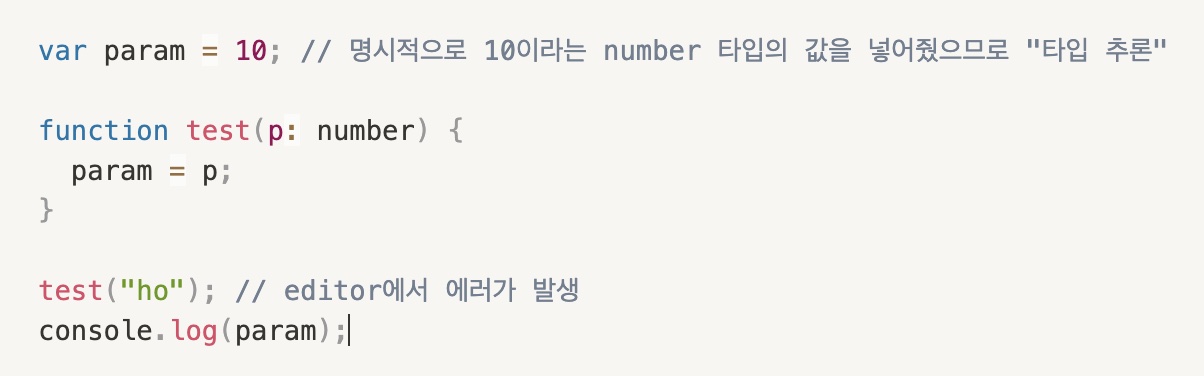 var param = 10; // 명시적으로 10이라는 number 타입의 값을 넣어줬으므로 "타입 추론"
function test(p: number) {
param = p;
}
test("ho"); // editor에서 에러가 발생
console.log(param);